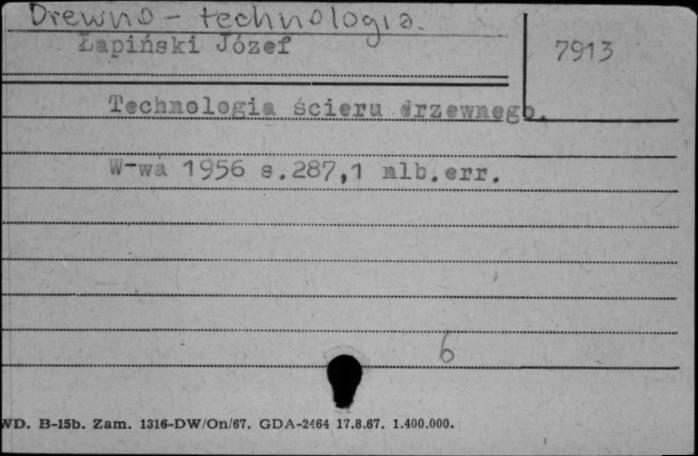 Drewno - technologia.
Łapiński Józef
7913
Technologia ścieru drzewnego.
W-wa 1956 s.287,1 nlb.err.
6
WD. B-15b. Zam. 1316-DW/On/67. GDA-2464 17.8.67. 1.400.000.